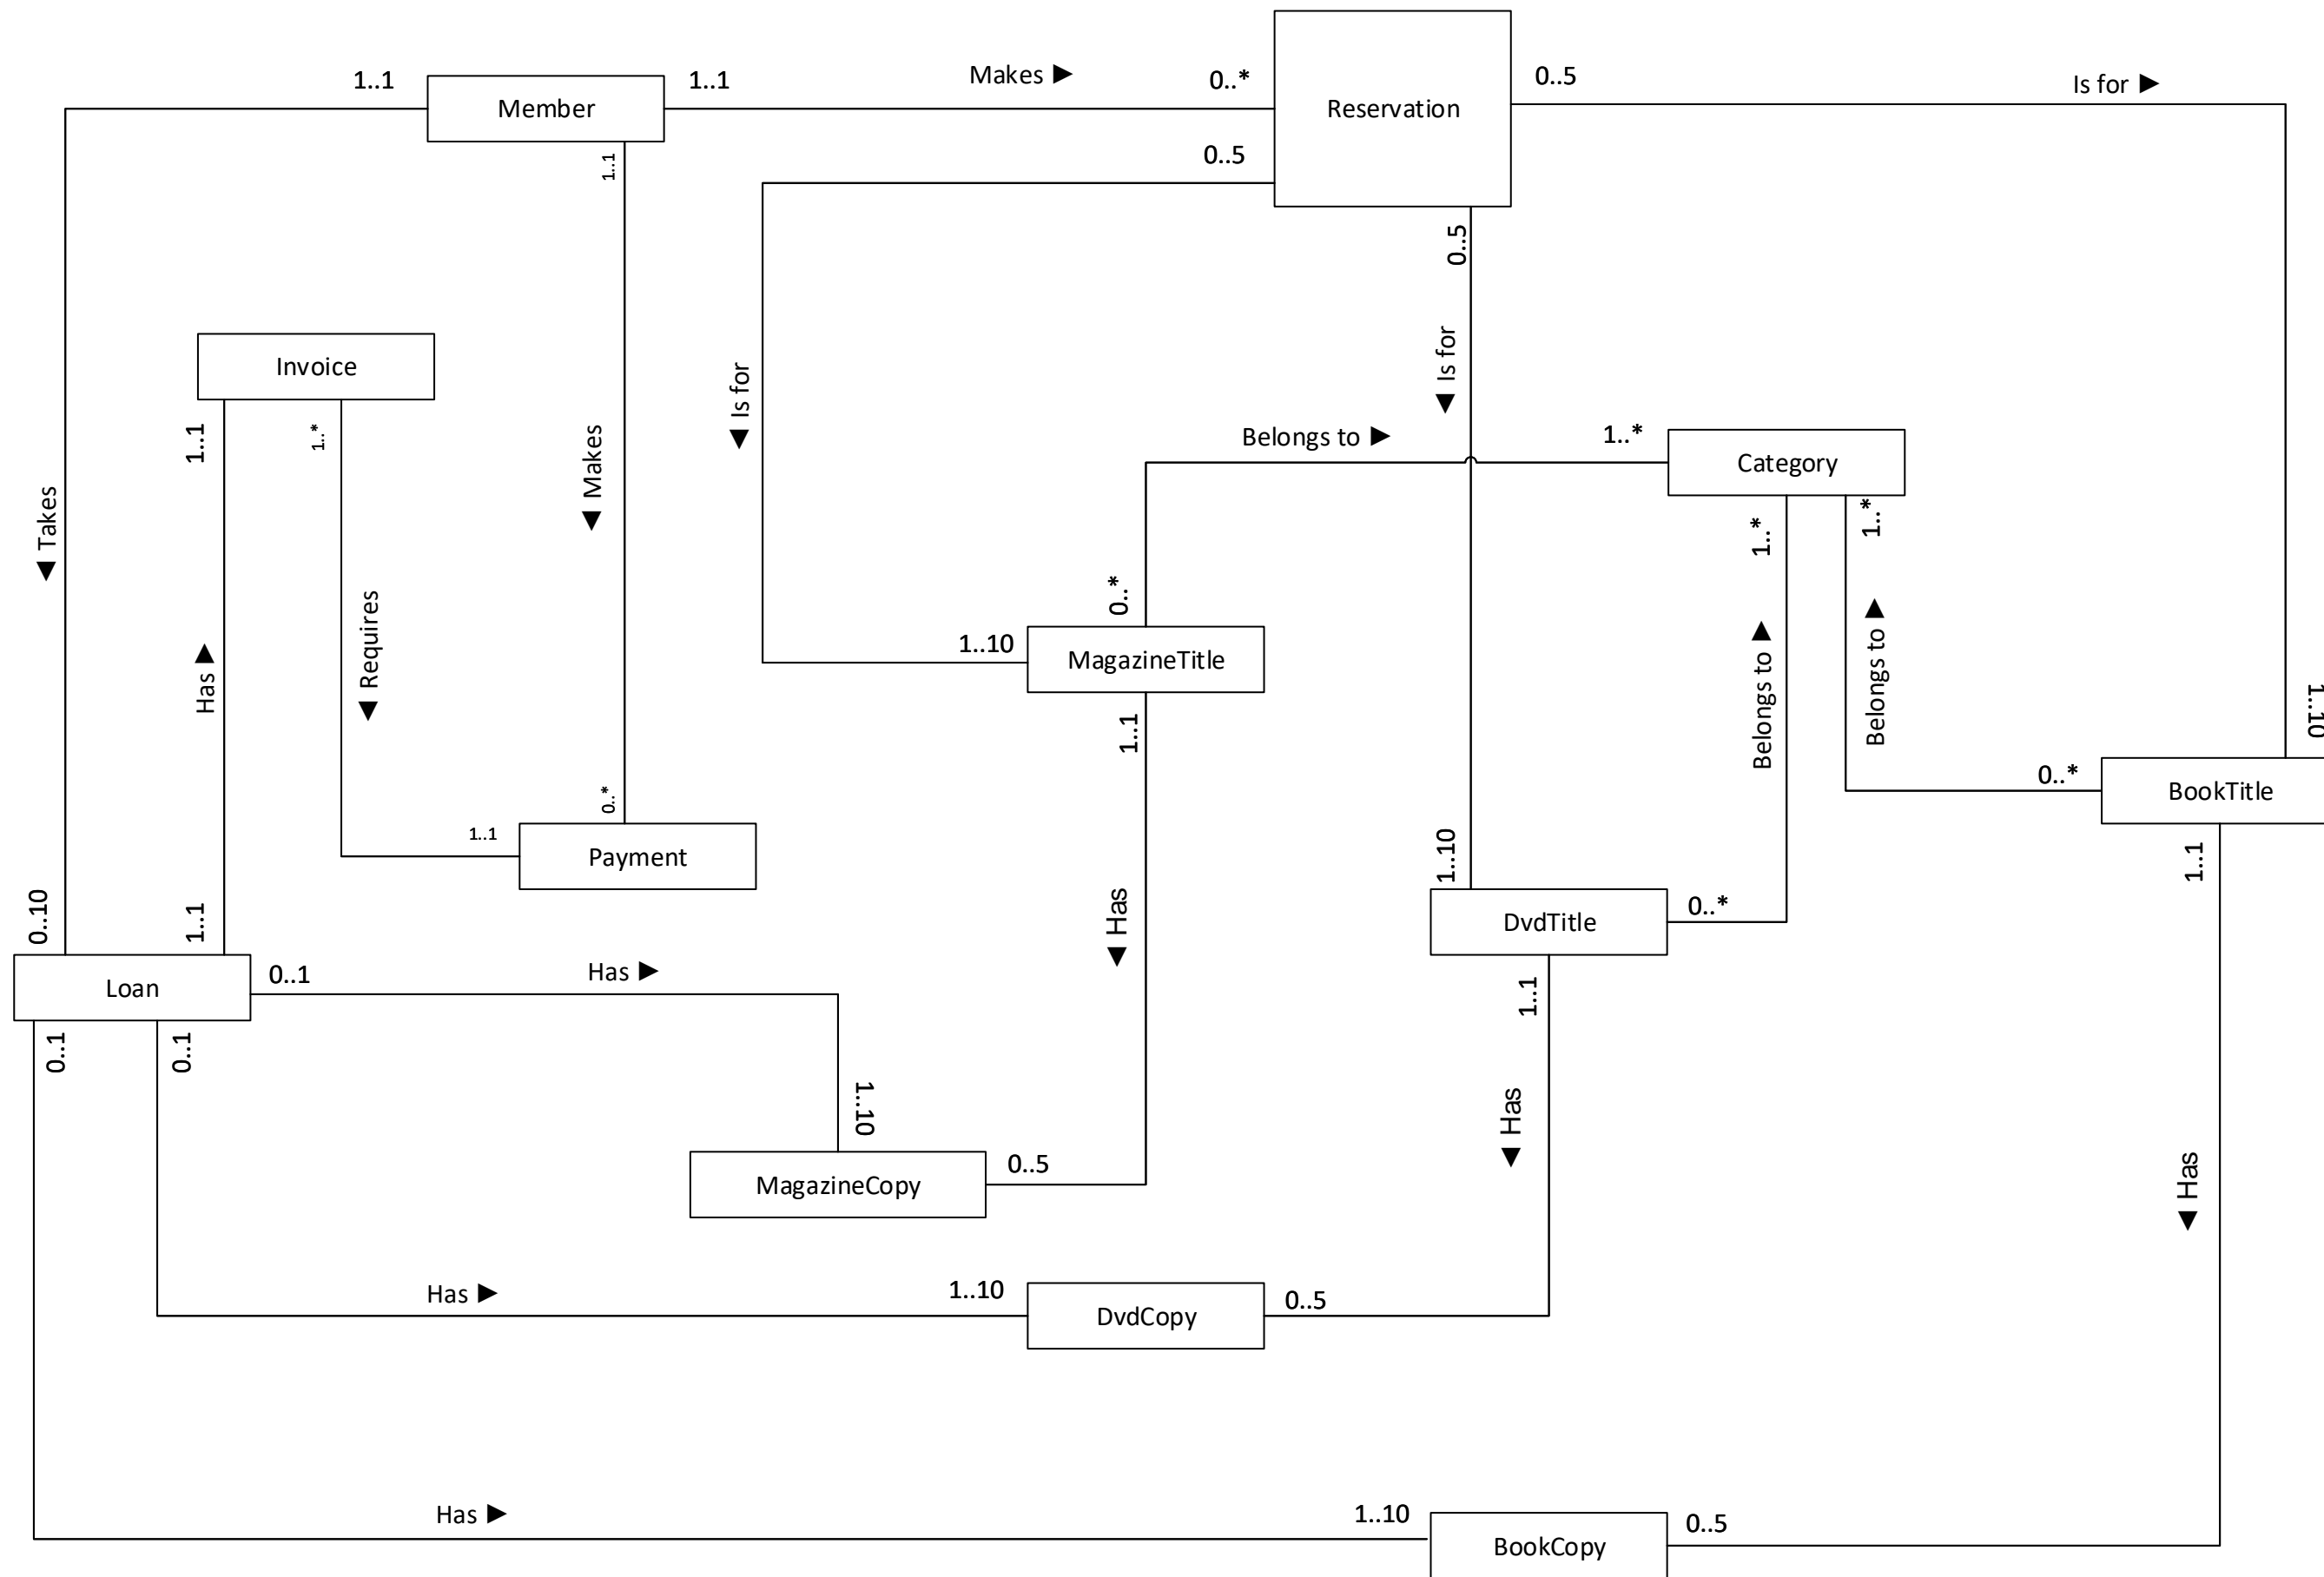 1..1
Member
1..1
Makes ►
0..*
Reservation
0..5
Is for ►
1..1
0..5
0..5
Invoice
1..1
1..*
◄ Takes
Has ►
◄ Requires
◄ Makes
◄ Is for
◄ Is for
Belongs to ►
1..*
Category
1..*
1..*
Belongs to ►
Belongs to ►
0..*
1..10
MagazineTitle
1..1
1..10
0..*
BookTitle
1..1
0..*
1..1
Payment
1..10
DvdTitle
0..*
1..1
0..10
1..1
Loan
0..1
Has ►
◄ Has
0..1
0..1
1..10
MagazineCopy
0..5
◄ Has
◄ Has
Has ►
1..10
DvdCopy
0..5
Has ►
1..10
BookCopy
0..5